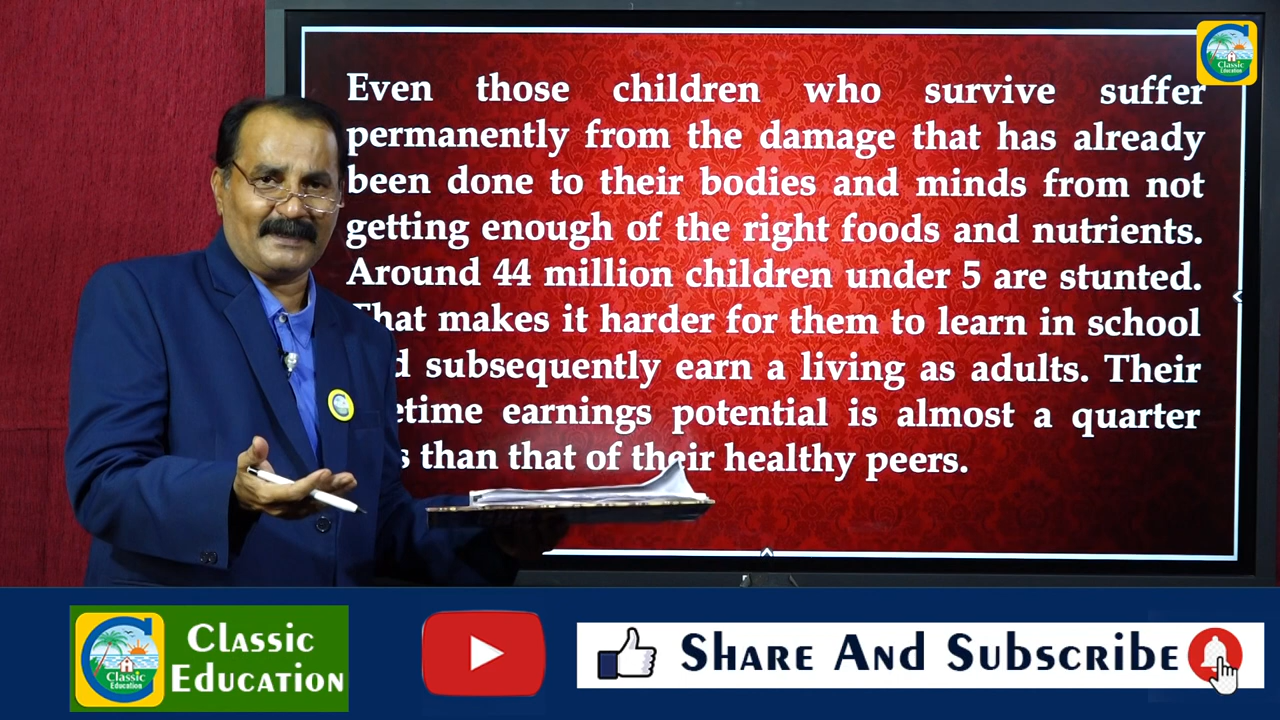 Even those children who survive suffer
permanently from the damage that has already
been done to their bodies and minds from not
getting enough of the right foods and nutrients.
Around 44 million children under 5 are stunted.
makes it harder for them to learn in school
subsequently earn a living as adults. Their
earnings potential is almost a quarter
than that of their healthy peers.
Classic
Education
Classic
Education
Classic
Education
Share And Subscribe